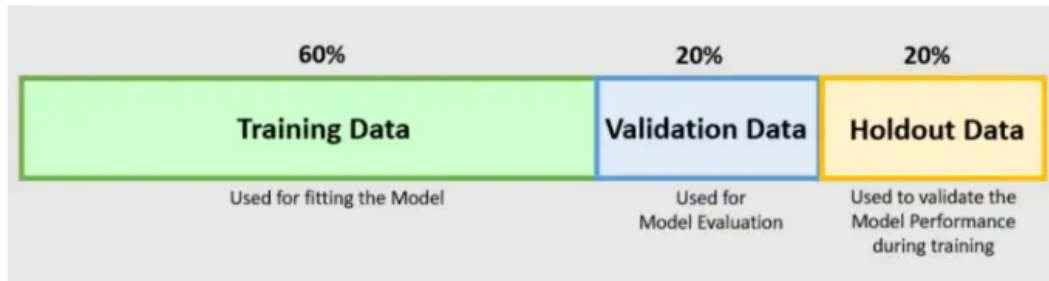 60% 20% 20%
Training Data Validation Data Holdout Data
Used for fitting the Model
Used for
Model Evaluation
Used to validate the
Model Performance
during training